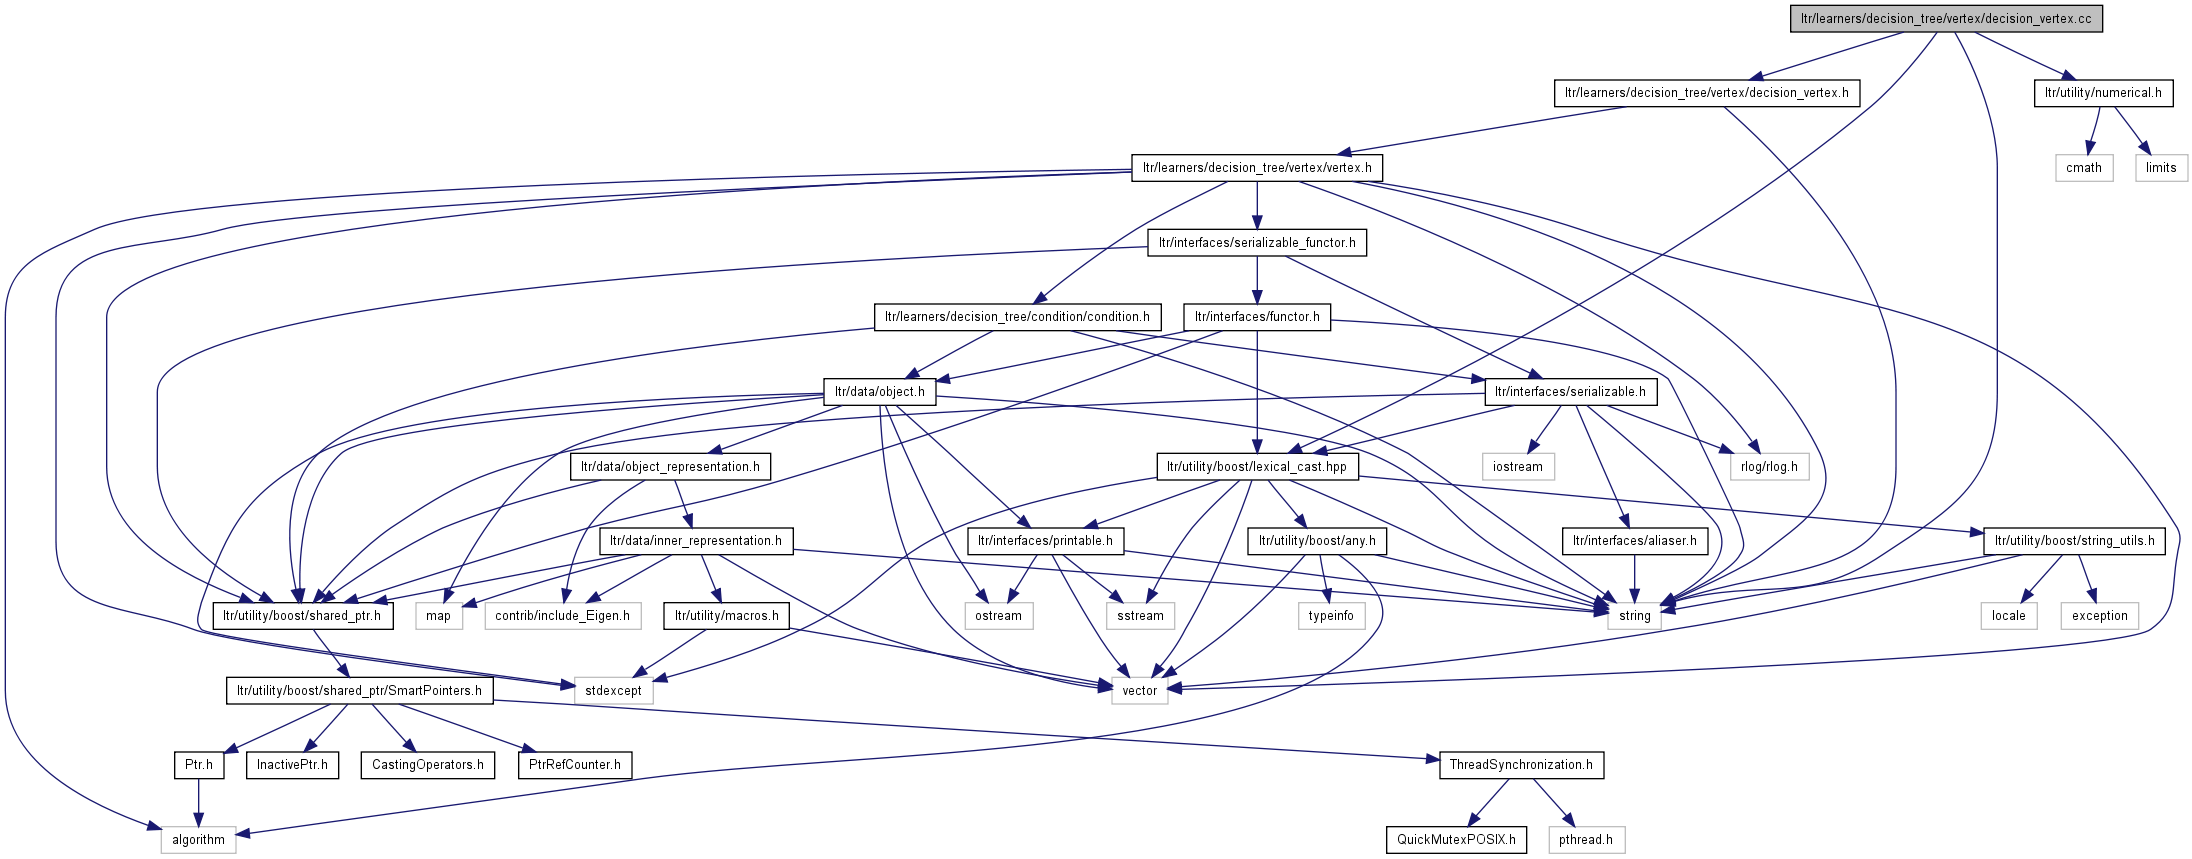 ltr/learners/decision_tree/vertex/decision_vertex.cc
ltr/learners/decision_tree/vertex/decision_vertex.h
ltr/utility/numerical.h
ltr/learners/decision_tree/vertex/vertex.h
cmath
limits
ltr/interfaces/serializable_functor.h
ltr/learners/decision_tree/condition/condition.h
ltr/interfaces/functor.h
ltr/data/object.h
ltr/interfaces/serializable.h
ltr/data/object_representation.h
ltr/utility/boost/lexical_cast.hpp
iostream
rlog/rlog.h
ltr/data/inner_representation.h
ltr/interfaces/printable.h
ltr/utility/boost/any.h
ltr/interfaces/aliaser.h
ltr/utility/boost/string_utils.h
ltr/utility/boost/shared_ptr.h
map
contrib/include_Eigen.h
ltr/utility/macros.h
ostream
sstream
typeinfo
string
locale
exception
ltr/utility/boost/shared_ptr/SmartPointers.h
stdexcept
vector
Ptr.h
InactivePtr.h
CastingOperators.h
PtrRefCounter.h
ThreadSynchronization.h
algorithm
QuickMutexPOSIX.h
pthread.h